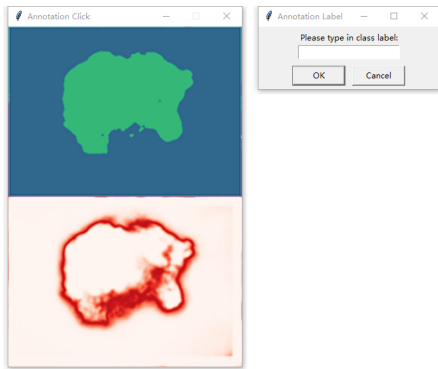 Annotation Click
Annotation Label
Please type in class label:
OK
Cancel